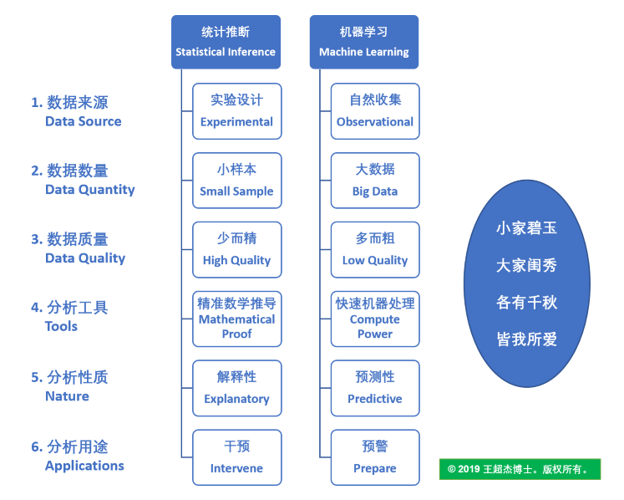 统计推断
Statistical Inference
机器学习
Machine Learning
1. 数据来源
Data Source
实验设计
Experimental
自然收集
Observational
2. 数据数量
Data Quantity
小样本
Small Sample
大数据
Big Data
3. 数据质量
Data Quality
少而精
High Quality
多而粗
Low Quality
4. 分析工具
Tools
精准数学推导
Mathematical
Proof
快速机器处理
Compute
Power
5. 分析性质
Nature
解释性
Explanatory
预测性
Predictive
6. 分析用途
Applications
干预
Intervene
预警
Prepare
小家碧玉
大家闺秀
各有千秋
皆我所爱
© 2019 王超杰博士。版权所有。